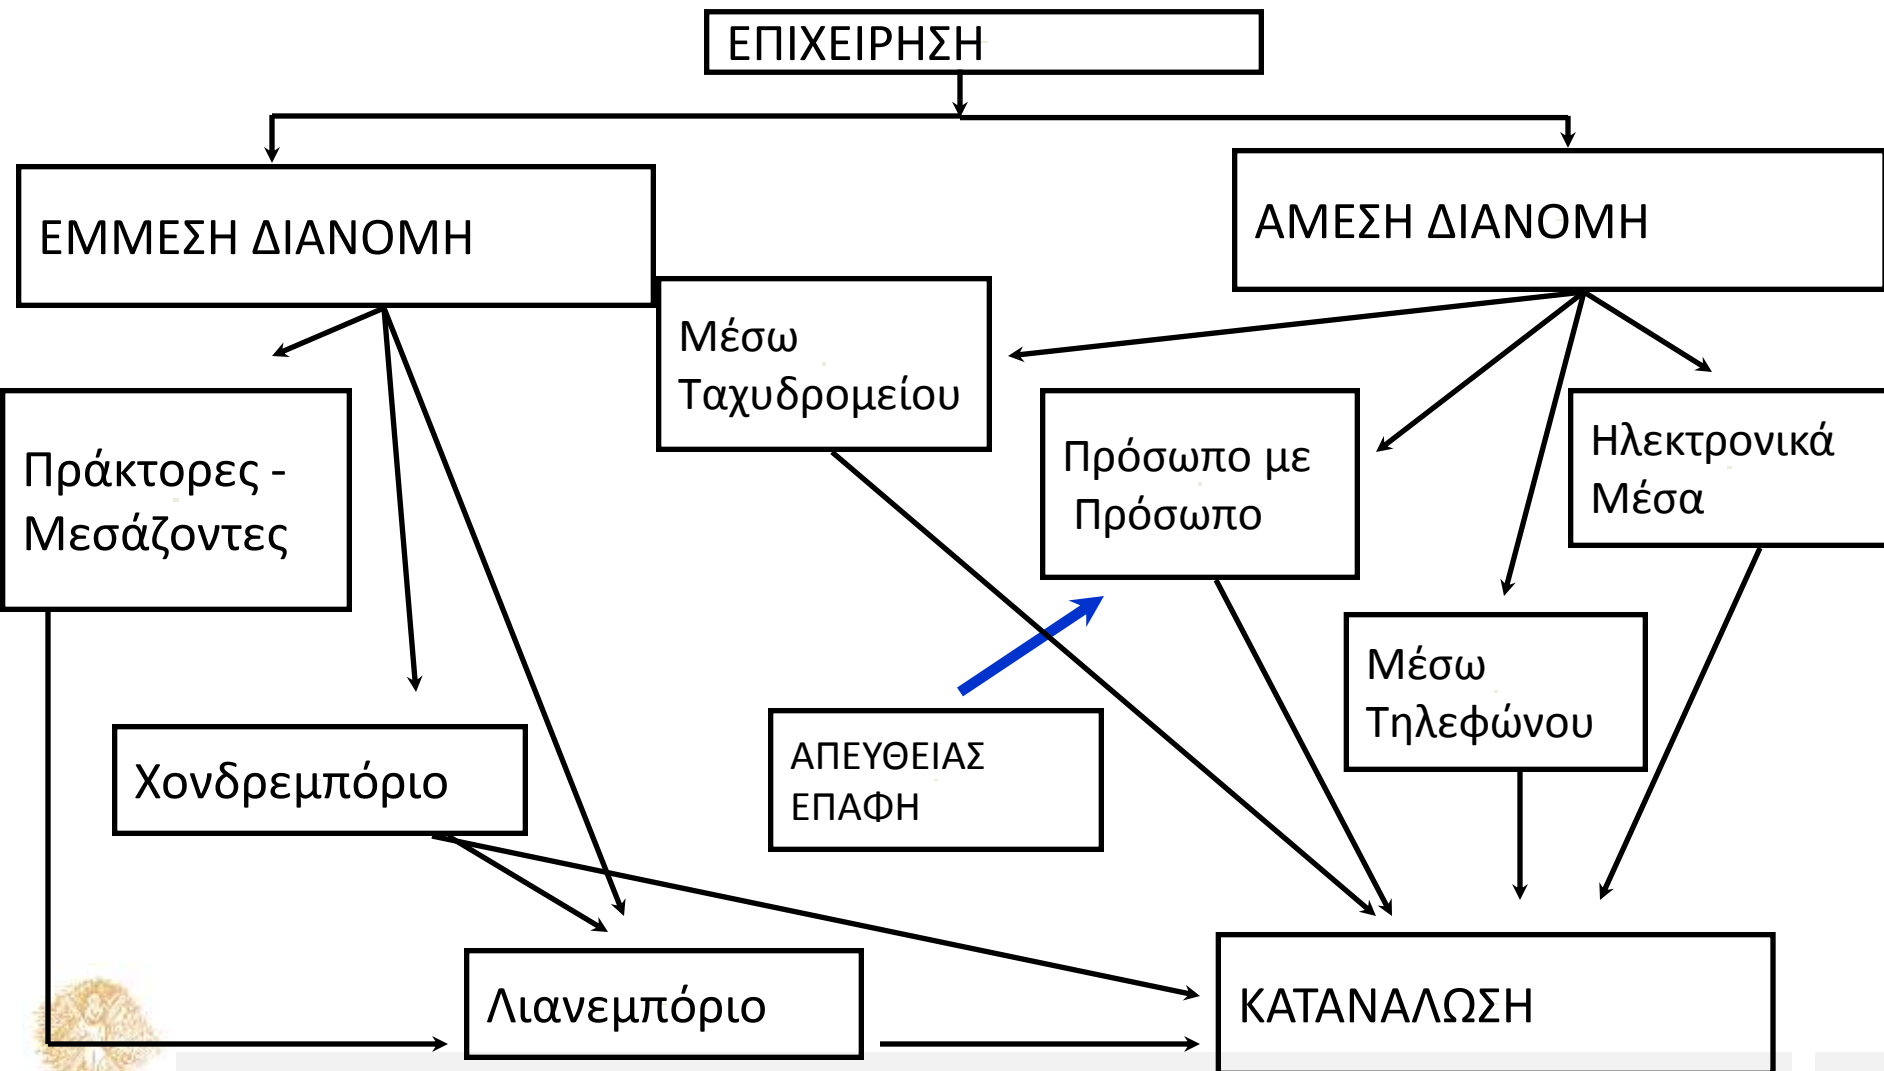 ΕΠΙΧΕΙΡΗΣΗ
ΕΜΜΕΣΗ ΔΙΑΝΟΜΗ
ΑΜΕΣΗ ΔΙΑΝΟΜΗ
Μέσω
Ταχυδρομείου
Πράκτορες -
Μεσάζοντες
Πρόσωπο με
Πρόσωπο
Ηλεκτρονικά
Μέσα
Μέσω
Τηλεφώνου
Χονδρεμπόριο
ΑΠΕΥΘΕΙΑΣ
ΕΠΑΦΗ
Λιανεμπόριο
ΚΑΤΑΝΑΛΩΣΗ